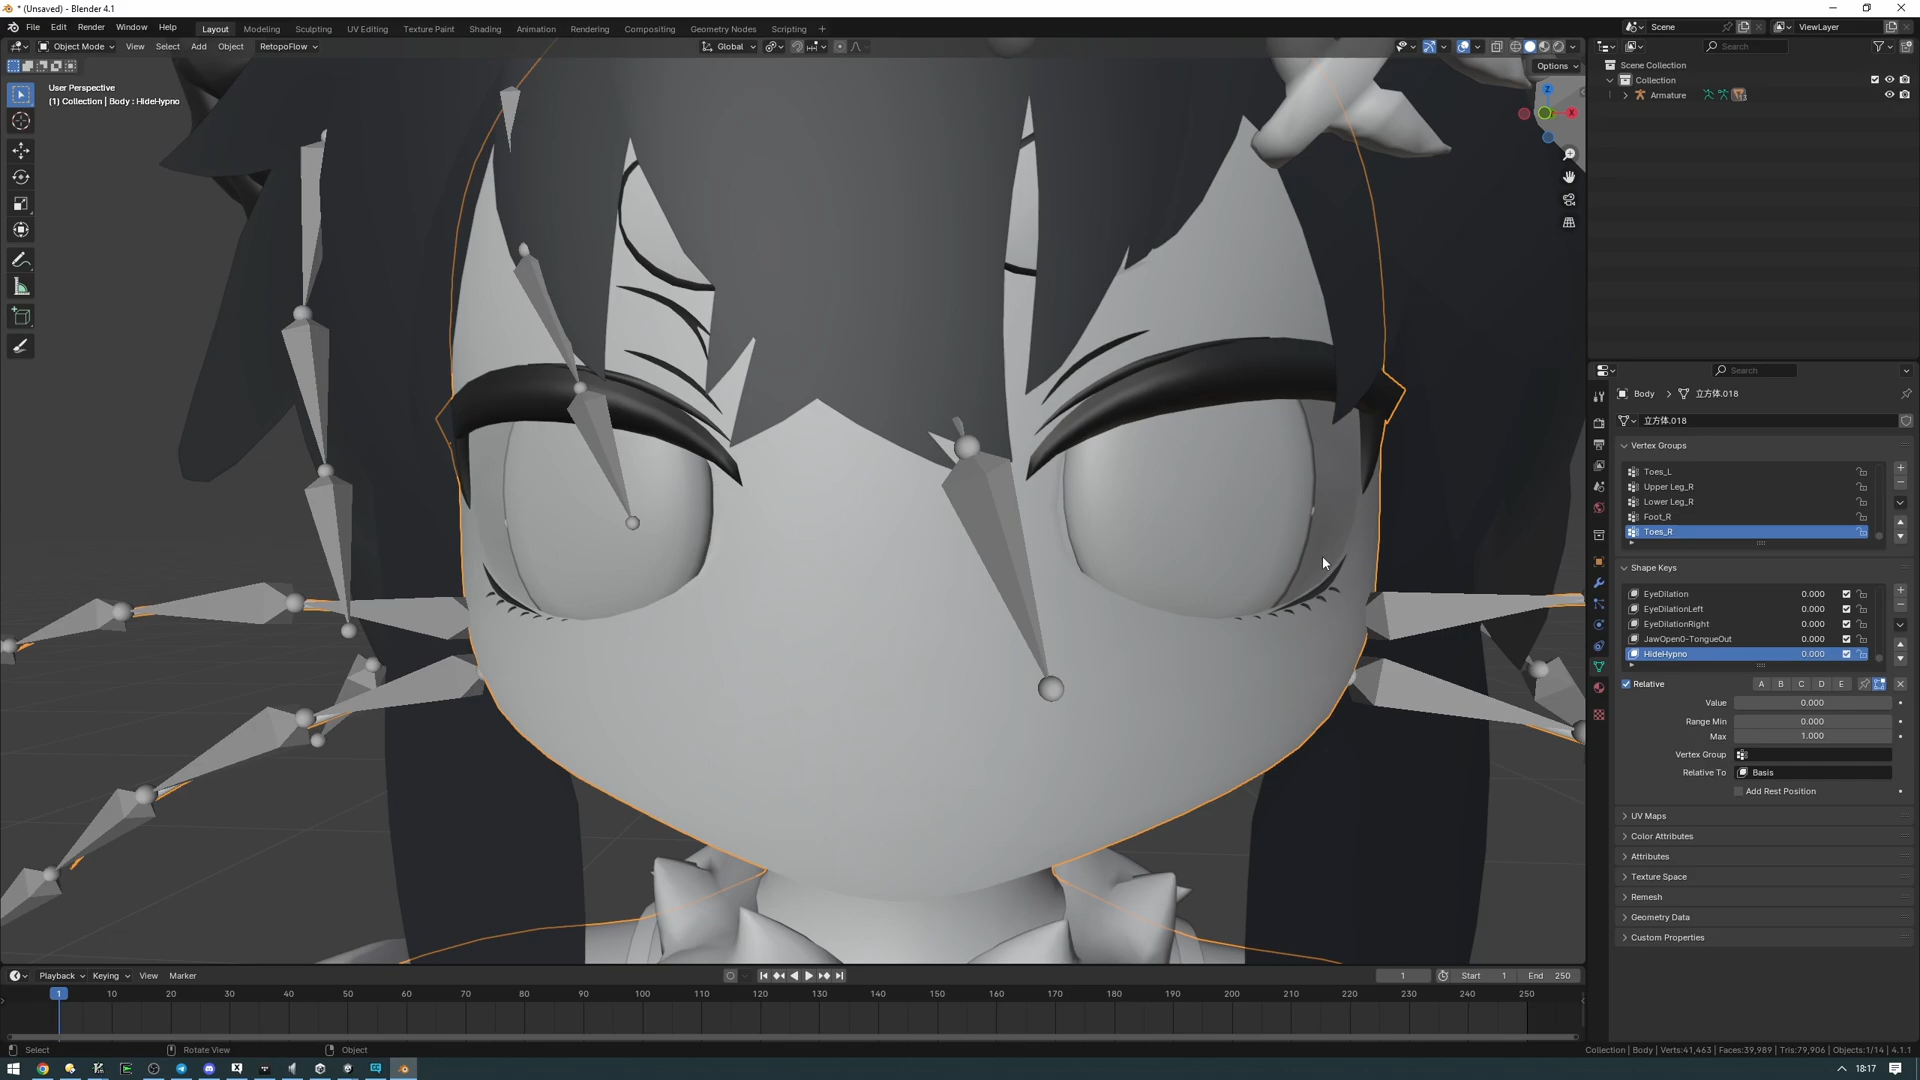 * (Unsaved) - Blender 4.1
File Edit Render Window Help
Layout Modeling Sculpting UV Editing Texture Paint Shading Animation Rendering Compositing Geometry Nodes Scripting +
Scene
ViewLayer
Object Mode View Select Add Object RetopoFlow
Global
Search
Options
User Perspective
(1) Collection | Body : HideHypno
Z
X
Scene Collection
Collection
Armature
Search
Body > 立方体.018
立方体.018
Vertex Groups
Toes_L
Upper Leg_R
Lower Leg_R
Foot_R
Toes_R
Shape Keys
EyeDilation 0.000
EyeDilationLeft 0.000
EyeDilationRight 0.000
JawOpen0-TongueOut 0.000
HideHypno 0.000
Relative A B C D E
Value 0.000
Range Min 0.000
Max 1.000
Vertex Group
Relative To Basis
Add Rest Position
UV Maps
Color Attributes
Attributes
Texture Space
Remesh
Geometry Data
Custom Properties
Playback Keying View Marker
1 Start 1 End 250
1 10 20 30 40 50 60 70 80 90 100 110 120 130 140 150 160 170 180 190 200 210 220 230 240 250
Select Rotate View Object
Collection | Body | Verts:41,463 | Faces:39,989 | Tris:79,906 | Objects:1/14 | 4.1.1
18:17